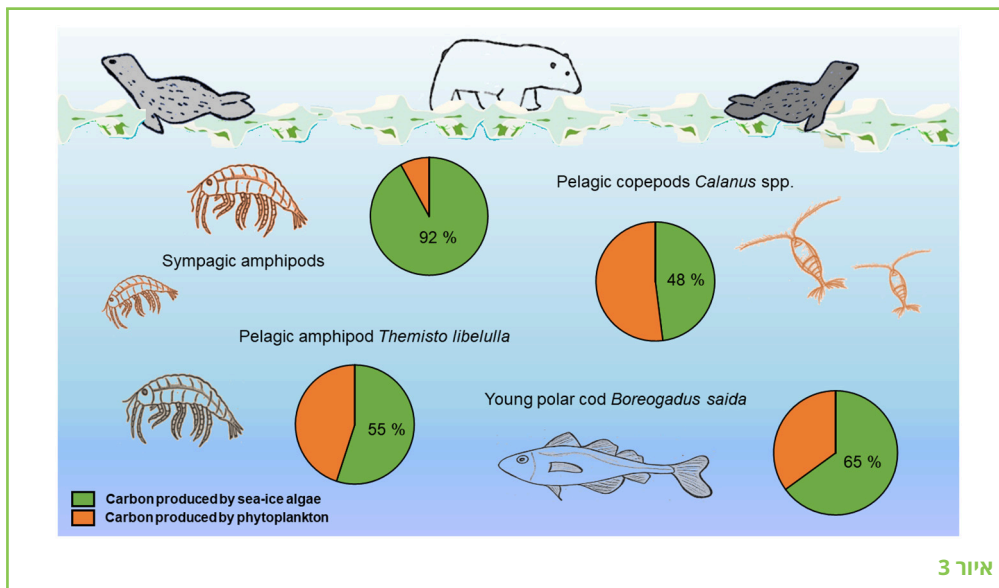 92 %
Pelagic copepods Calanus spp.
Sympagic amphipods
48 %
Pelagic amphipod Themisto libelulla
55 %
Young polar cod Boreogadus saida
65 %
Carbon produced by sea-ice algae
Carbon produced by phytoplankton
איור 3